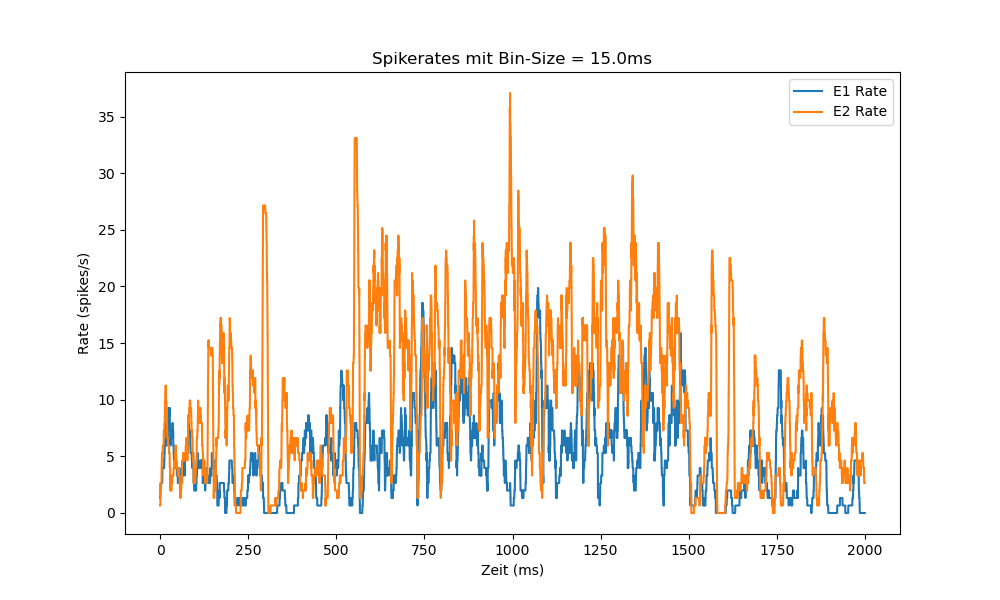 Spikerates mit Bin-Size = 15.0ms
E1 Rate
E2 Rate
Rate (spikes/s)
35
30
25
20
15
10
5
0
0 250 500 750 1000 1250 1500 1750 2000
Zeit (ms)